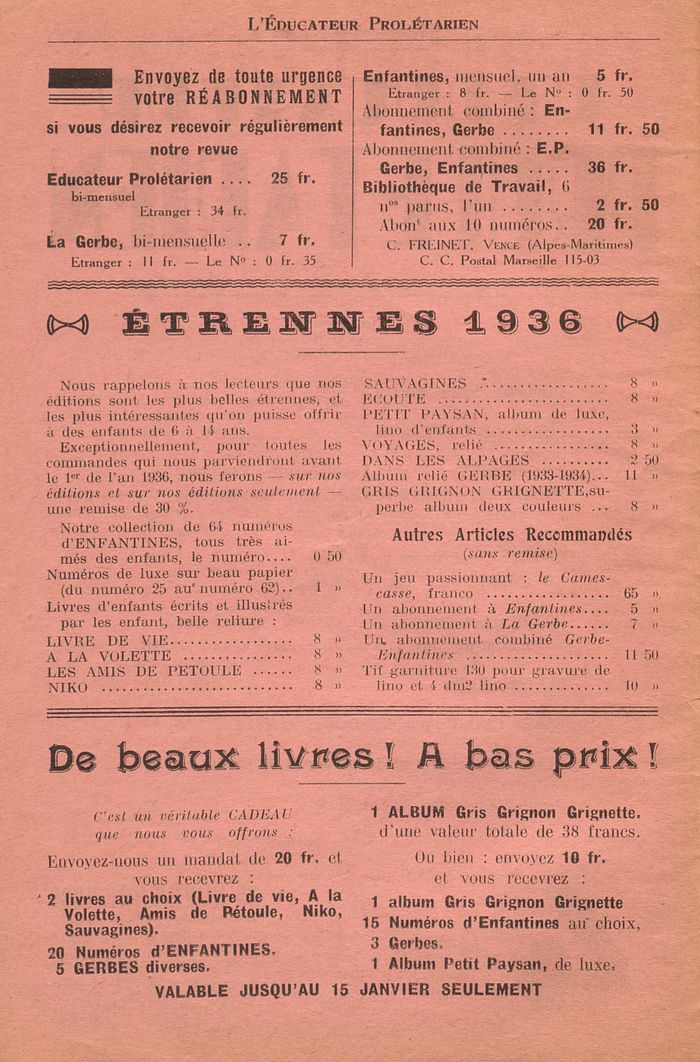 L'ÉDUCATEUR PROLÉTARIEN
Envoyez de toute urgence
votre RÉABONNEMENT
si vous désirez recevoir régulièrement
notre revue
Educateur Prolétarien .... 25 fr.
bi-mensuel
Etranger : 34 fr.
La Gerbe, bi-mensuelle .. 7 fr.
Etranger : 11 fr. — Le N° : 0 fr. 35
Enfantines, mensuel, un an 5 fr.
Etranger : 8 fr. — Le N° : 0 fr. 50
Abonnement combiné : En-
fantines, Gerbe ........ 11 fr. 50
Abonnement combiné : E.P.
Gerbe, Enfantines ..... 36 fr.
Bibliothèque de Travail, 6
nos parus, l'un ........ 2 fr. 50
Abont aux 10 numéros.. 20 fr.
C. FREINET, VENCE (Alpes-Maritimes)
C. C. Postal Marseille 115-03
ÉTRENNES 1936
Nous rappelons à nos lecteurs que nos
éditions sont les plus belles étrennes, et
les plus intéressantes qu'on puisse offrir
à des enfants de 6 à 14 ans.
Exceptionnellement, pour toutes les
commandes qui nous parviendront avant
le 1er de l'an 1936, nous ferons — sur nos
éditions et sur nos éditions seulement —
une remise de 30 %.
Notre collection de 64 numéros
d'ENFANTINES, tous très ai-
més des enfants, le numéro.... 0 50
Numéros de luxe sur beau papier
(du numéro 25 au numéro 62).. 1 »
Livres d'enfants écrits et illustrés
par les enfant, belle reliure :
LIVRE DE VIE................. 8 »
A LA VOLETTE ................ 8 »
LES AMIS DE PETOULE ...... 8 »
NIKO .......................... 8 »
SAUVAGINES .................. 8 »
ECOUTE ....................... 8 »
PETIT PAYSAN, album de luxe,
lino d'enfants ................. 3 »
VOYAGES, relié ................ 8 »
DANS LES ALPAGES .......... 2 50
Album relié GERBE (1933-1934)... 11 »
GRIS GRIGNON GRIGNETTE,su-
perbe album deux couleurs ... 8 »
Autres Articles Recommandés
(sans remise)
Un jeu passionnant : le Cames-
casse, franco .................. 65 »
Un abonnement à Enfantines.... 5 »
Un abonnement à La Gerbe...... 7 »
Un abonnement combiné Gerbe-
Enfantines ..................... 11 50
Tif garniture 130 pour gravure de
lino et 4 dm2 lino .............. 10 »
De beaux livres ! A bas prix !
C'est un véritable CADEAU
que nous vous offrons :
Envoyez-nous un mandat de 20 fr. et
vous recevrez :
2 livres au choix (Livre de vie, A la
Volette, Amis de Pétoule, Niko,
Sauvagines).
20 Numéros d'ENFANTINES.
5 GERBES diverses.
1 ALBUM Gris Grignon Grignette.
d'une valeur totale de 38 francs.
Ou bien : envoyez 10 fr.
et vous recevrez :
1 album Gris Grignon Grignette
15 Numéros d'Enfantines au choix,
3 Gerbes.
1 Album Petit Paysan, de luxe.
VALABLE JUSQU'AU 15 JANVIER SEULEMENT